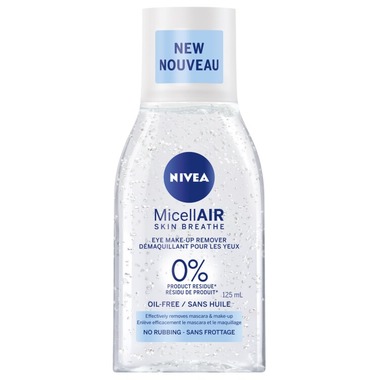 NEW
NOUVEAU
NIVEA
MicellAIR
SKIN BREATHE
EYE MAKE-UP REMOVER
DÉMAQUILLANT POUR LES YEUX
0%
PRODUCT RESIDUE*
RÉSIDU DE PRODUIT*
125 mL
OIL-FREE / SANS HUILE
Effectively removes mascara & make-up
Enlève efficacement le mascara et le maquillage
NO RUBBING - SANS FROTTAGE